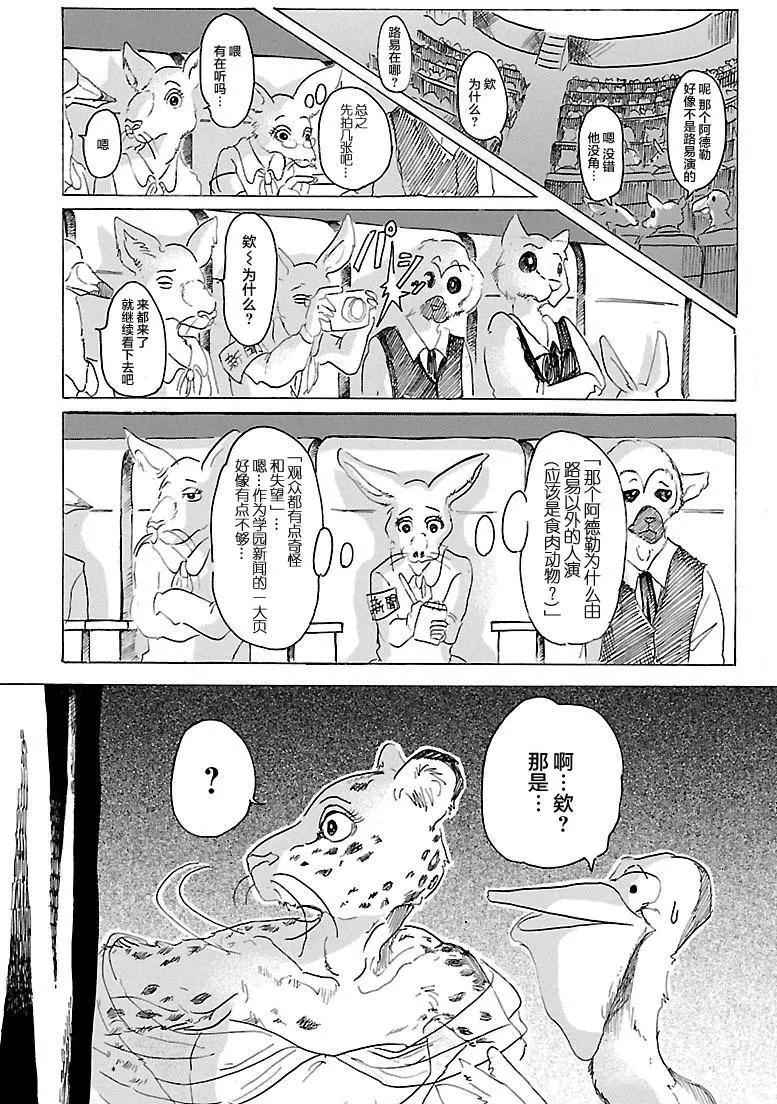 呢 那个阿德勒
好像不是路易演的
嗯 没错
他没角…
欸
为什么？
路易在哪？
总之
先拍几张吧…
喂
有在听吗…
嗯
欸～为什么？
新聞
来都来了
就继续看下去吧
「那个阿德勒为什么由
路易以外的人演
（应该是食肉动物？）」
新聞
「观众都有点奇怪
和失望」…
嗯…作为学园新闻的一大页
好像有点不够…
啊…欸？
那是…
？